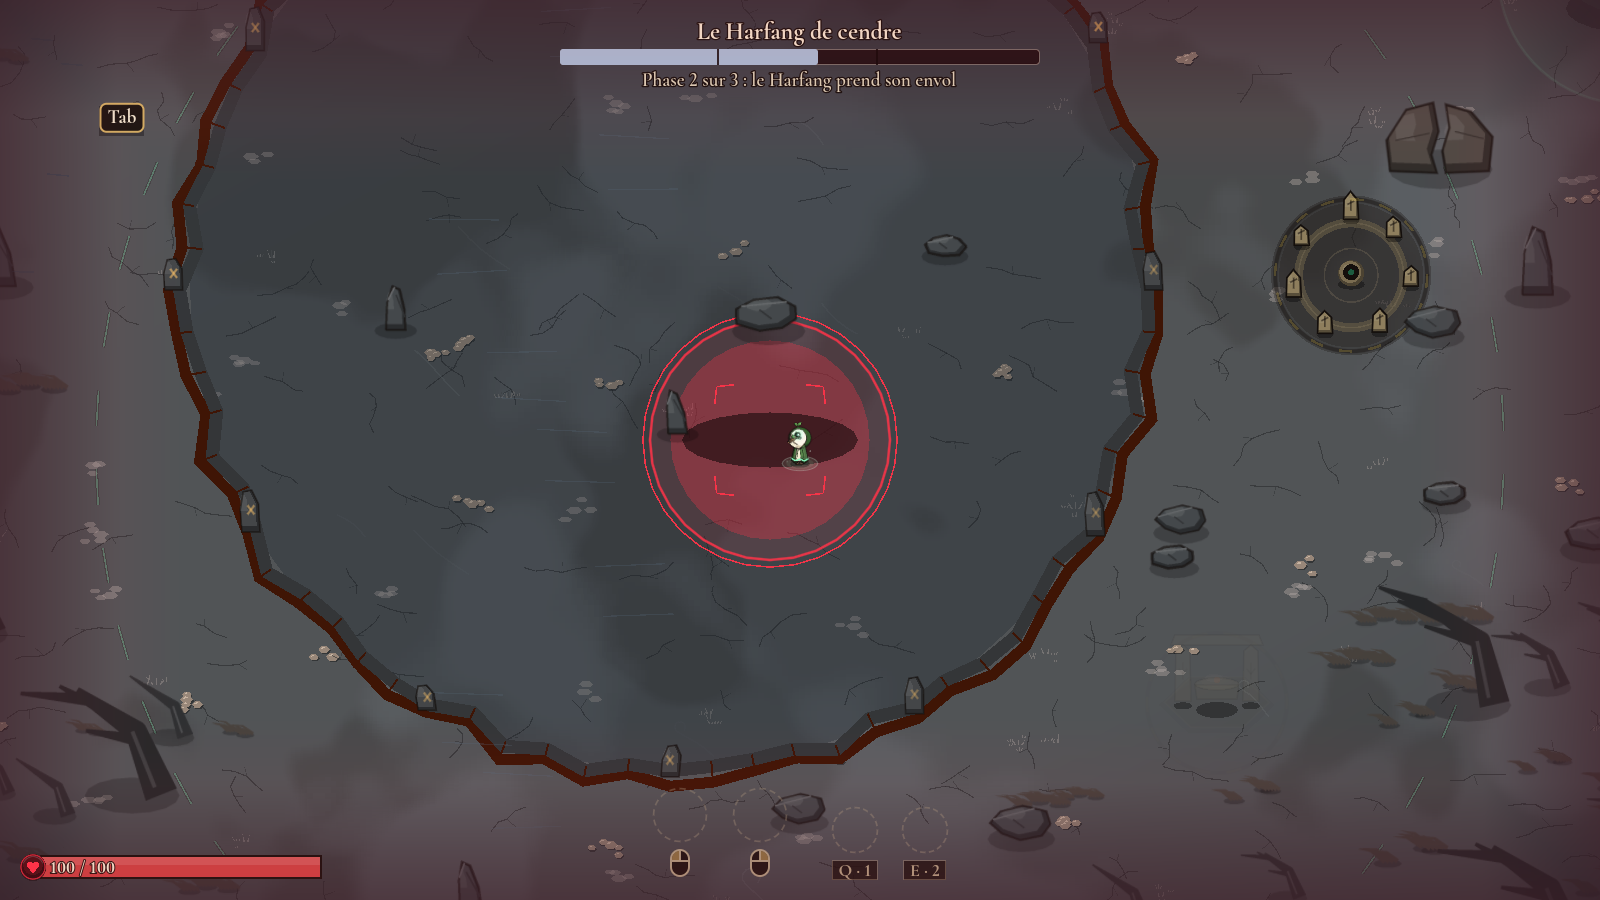 Le Harfang de cendre
Phase 2 sur 3 : le Harfang prend son envol
Tab
100 / 100
Q · 1
E · 2